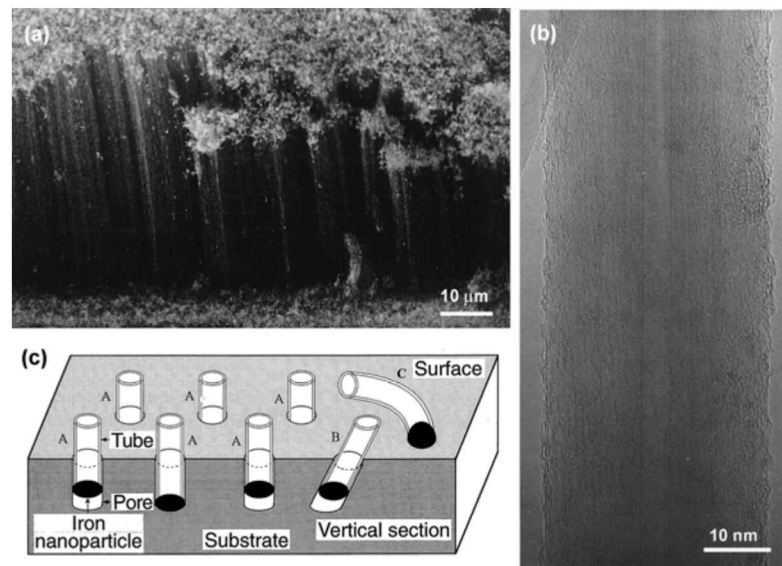 (a)
10 μm
(b)
10 nm
(c)
Surface
C
A
A
A
A
Tube
A
A
B
Pore
Iron
nanoparticle
Substrate
Vertical section